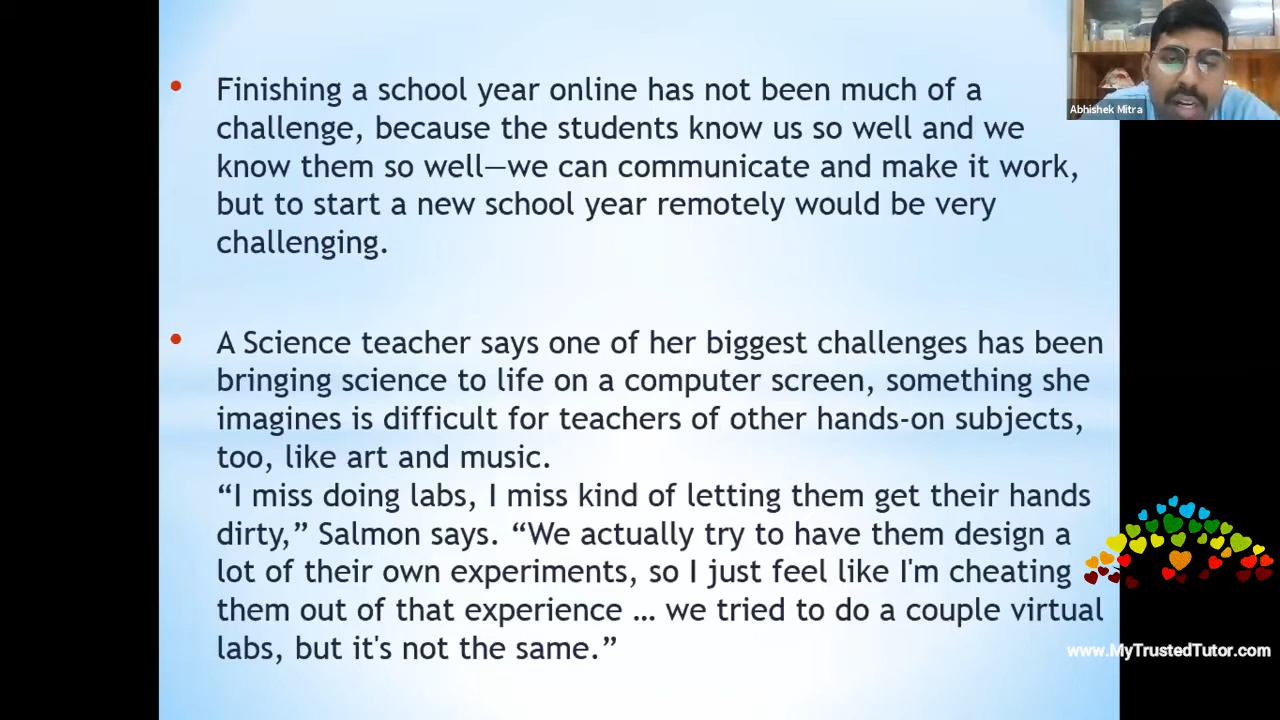 • Finishing a school year online has not been much of a
challenge, because the students know us so well and we
know them so well—we can communicate and make it work,
but to start a new school year remotely would be very
challenging.
• A Science teacher says one of her biggest challenges has been
bringing science to life on a computer screen, something she
imagines is difficult for teachers of other hands-on subjects,
too, like art and music.
“I miss doing labs, I miss kind of letting them get their hands
dirty,” Salmon says. “We actually try to have them design a
lot of their own experiments, so I just feel like I'm cheating
them out of that experience … we tried to do a couple virtual
labs, but it's not the same.”
Abhishek Mitra
www.MyTrustedTutor.com